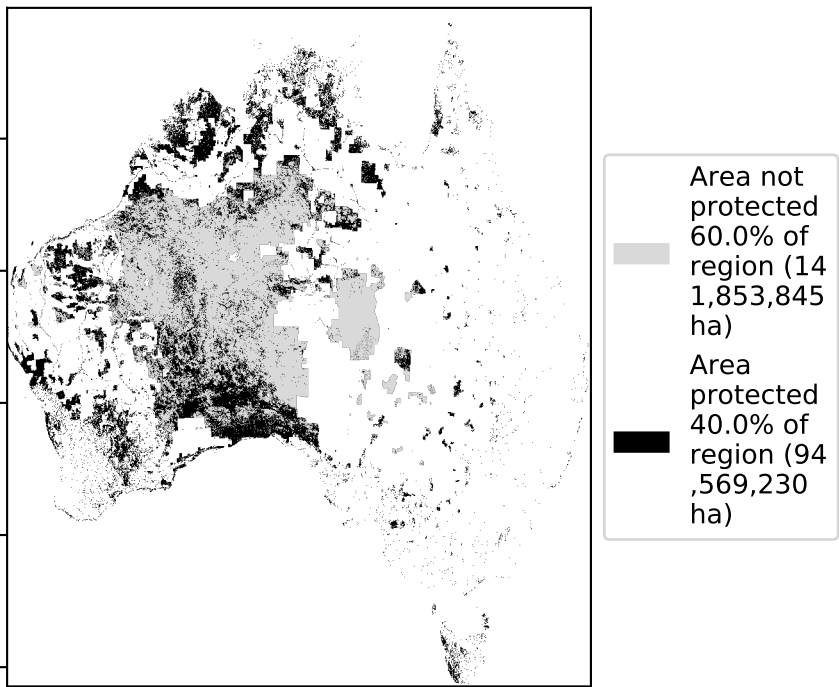 Area not
protected
60.0% of
region (14
1,853,845
ha)
Area
protected
40.0% of
region (94
,569,230
ha)